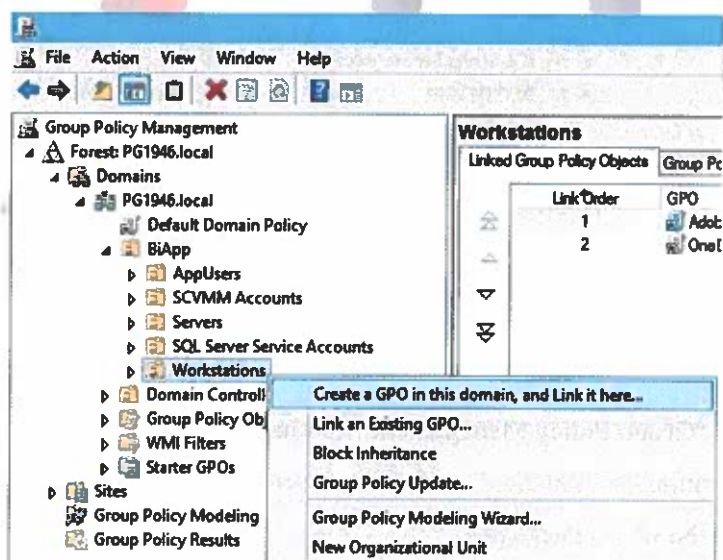 File Action View Window Help
Group Policy Management
Forest: PG1946.local
Domains
PG1946.local
Default Domain Policy
BiApp
AppUsers
SCVMM Accounts
Servers
SQL Server Service Accounts
Workstations
Domain Controll
Group Policy Obj
WMI Filters
Starter GPOs
Sites
Group Policy Modeling
Group Policy Results
Workstations
Linked Group Policy Objects Group Po
Link Order GPO
1 Adob
2 OneD
Create a GPO in this domain, and Link it here...
Link an Existing GPO...
Block Inheritance
Group Policy Update...
Group Policy Modeling Wizard...
New Organizational Unit